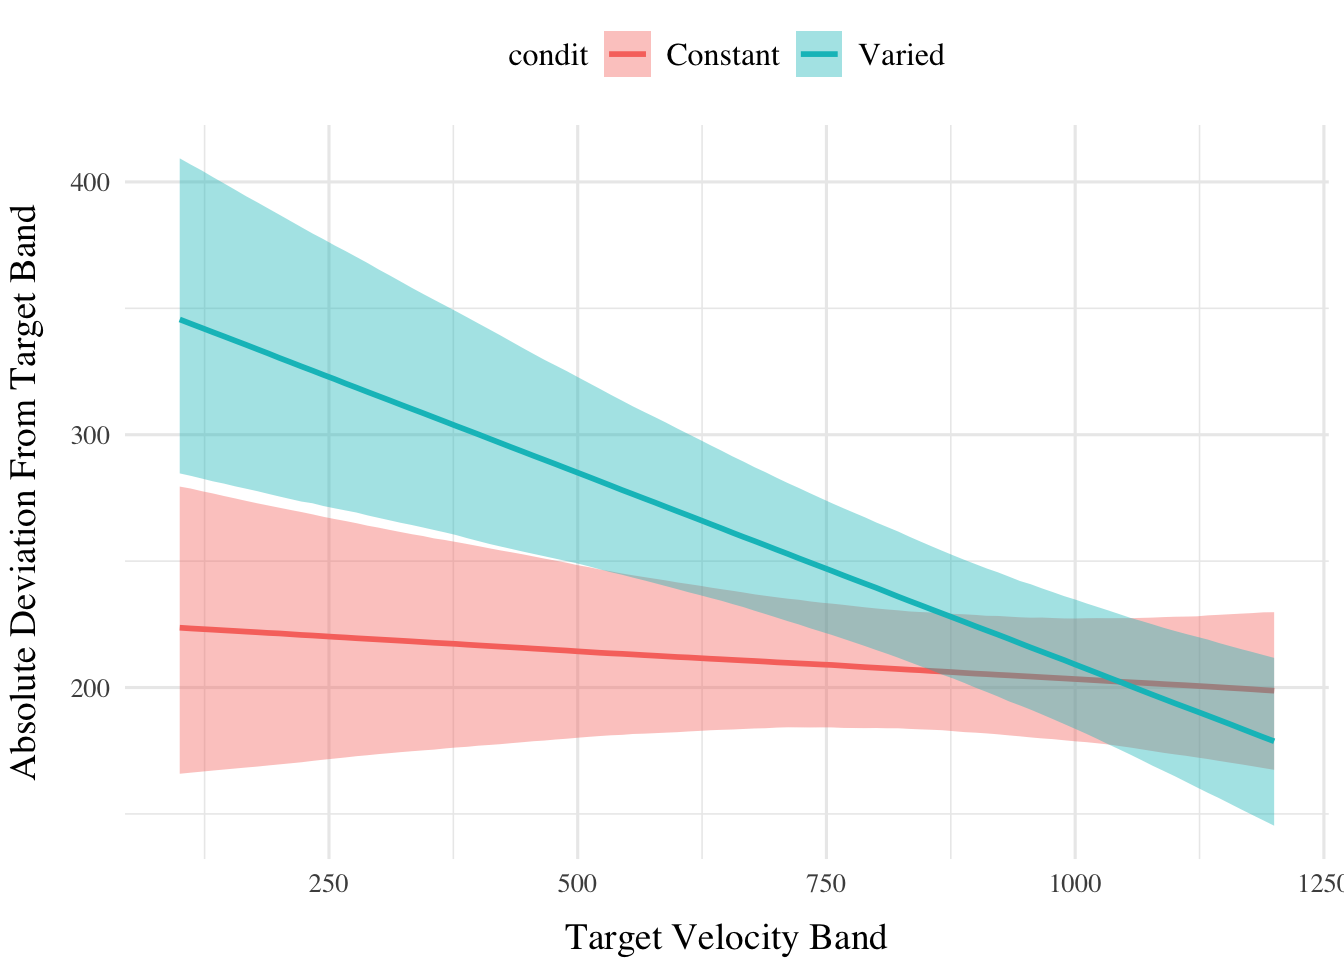 condit Constant Varied
Absolute Deviation From Target Band
400
300
200
250 500 750 1000 1250
Target Velocity Band